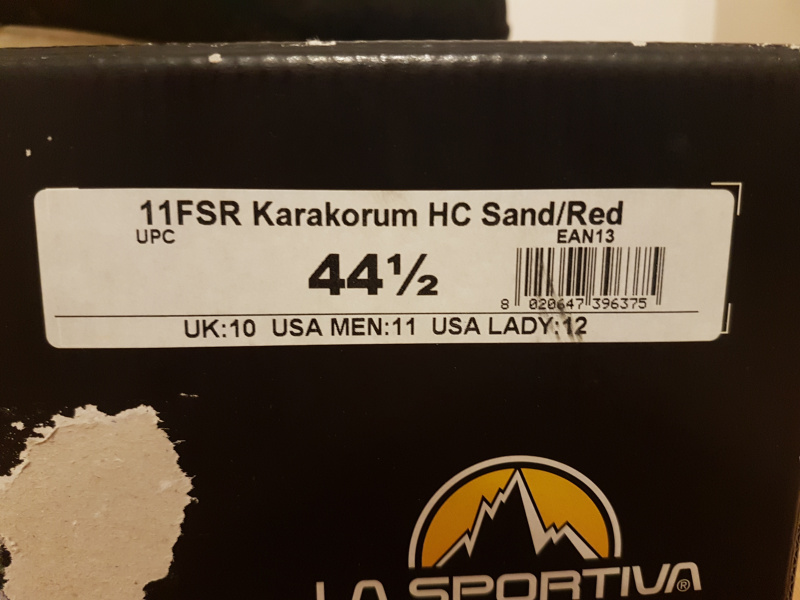 11FSR Karakorum HC Sand/Red
UPC
EAN13
44½
8 020647 396375
UK:10 USA MEN:11 USA LADY:12
LA SPORTIVA®